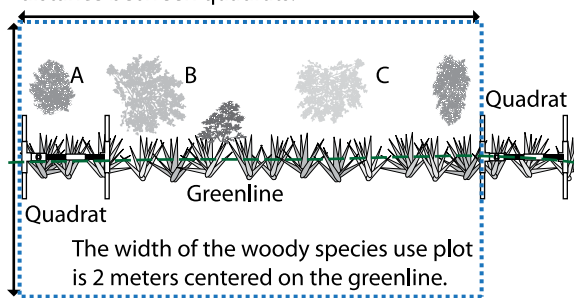 A
B
C
Quadrat
Greenline
Quadrat
The width of the woody species use plot
is 2 meters centered on the greenline.